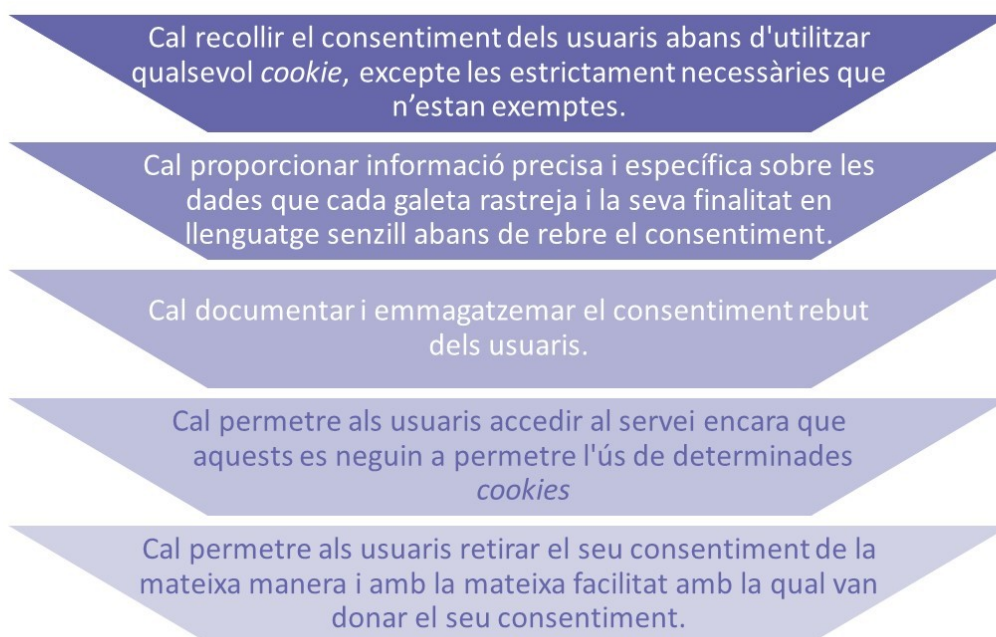 Cal recollir el consentiment dels usuaris abans d'utilitzar
qualsevol cookie, excepte les estrictament necessàries que
n’estan exemptes.
Cal proporcionar informació precisa i específica sobre les
dades que cada galeta rastreja i la seva finalitat en
llenguatge senzill abans de rebre el consentiment.
Cal documentar i emmagatzemar el consentiment rebut
dels usuaris.
Cal permetre als usuaris accedir al servei encara que
aquests es neguin a permetre l'ús de determinades
cookies
Cal permetre als usuaris retirar el seu consentiment de la
mateixa manera i amb la mateixa facilitat amb la qual van
donar el seu consentiment.